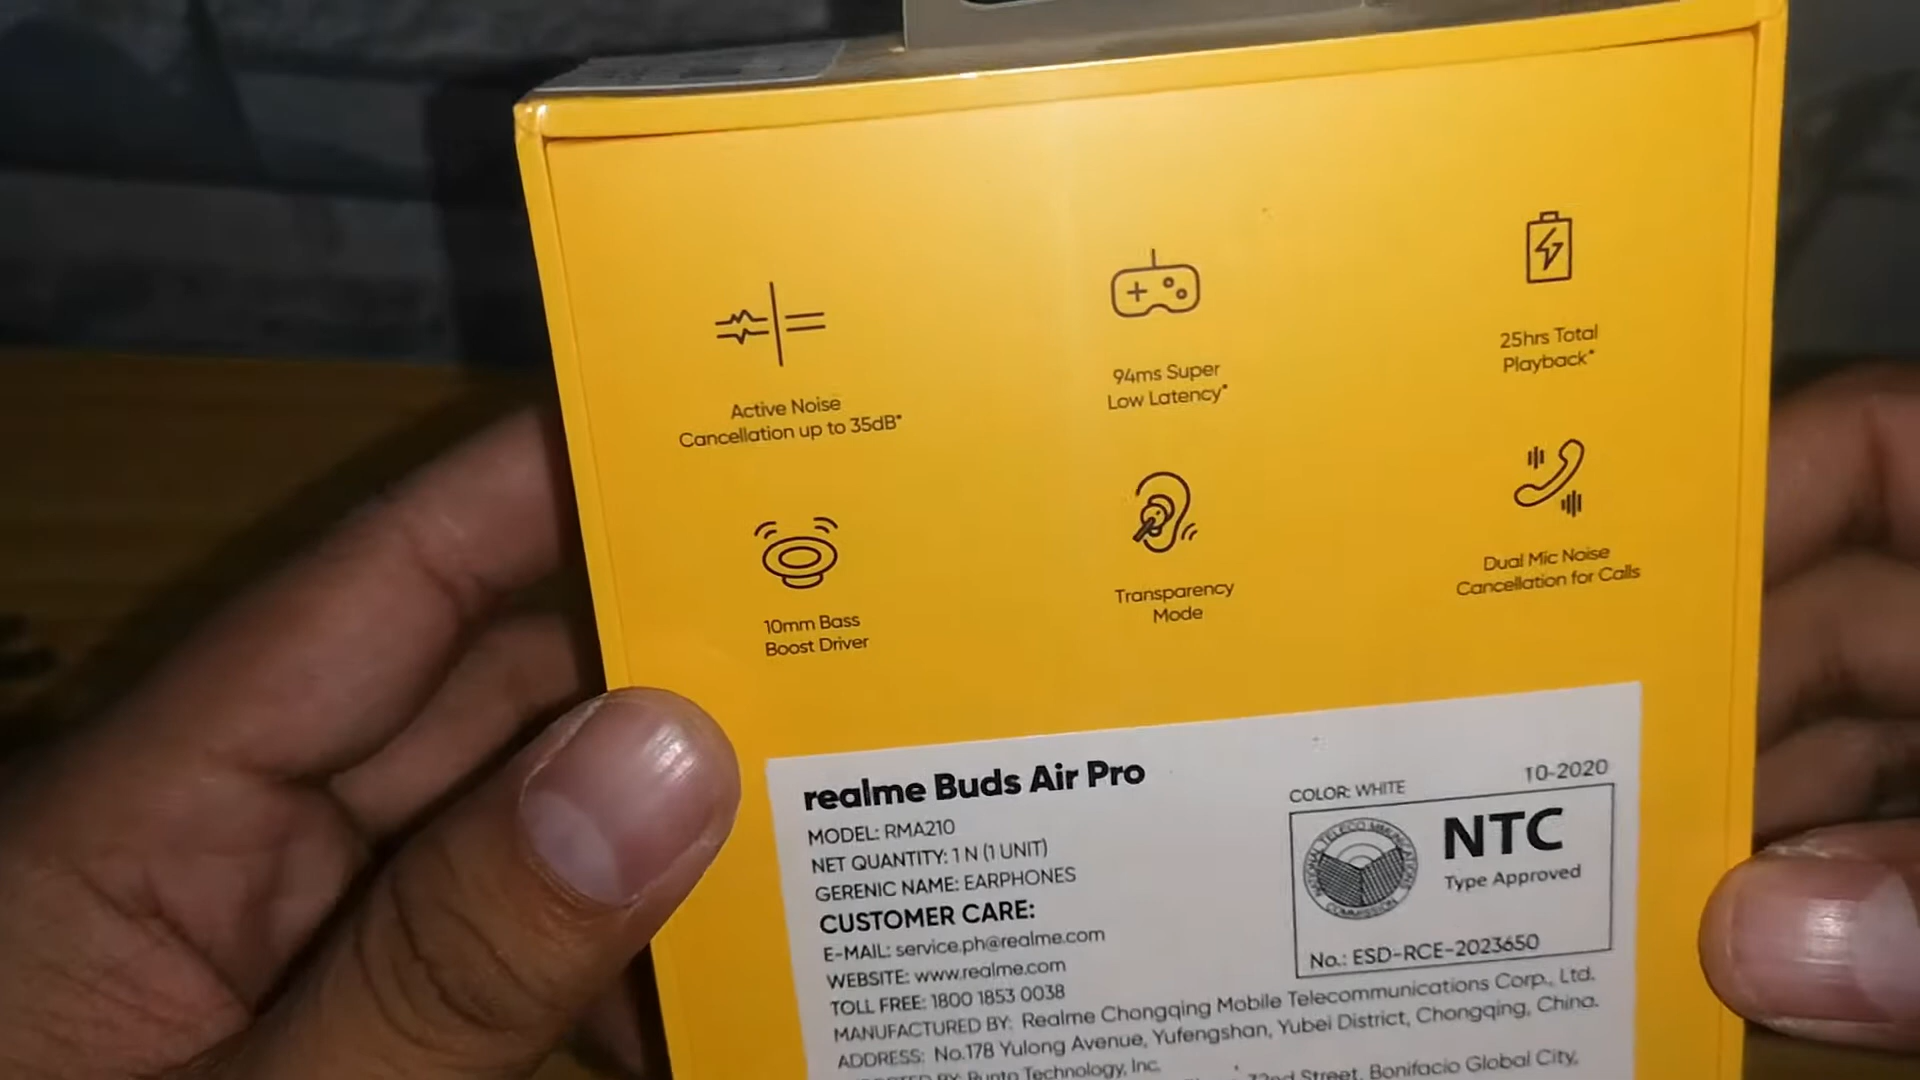 Active Noise
Cancellation up to 35dB*
94ms Super
Low Latency*
25hrs Total
Playback*
10mm Bass
Boost Driver
Transparency
Mode
Dual Mic Noise
Cancellation for Calls
realme Buds Air Pro
MODEL: RMA210
NET QUANTITY: 1 N (1 UNIT)
GERENIC NAME: EARPHONES
CUSTOMER CARE:
E-MAIL: service.ph@realme.com
WEBSITE: www.realme.com
TOLL FREE: 1800 1853 0038
COLOR: WHITE
10-2020
NATIONAL TELECOMMUNICATIONS COMMISSION
NTC
Type Approved
No.: ESD-RCE-2023650
MANUFACTURED BY: Realme Chongqing Mobile Telecommunications Corp., Ltd.
ADDRESS: No.178 Yulong Avenue, Yufengshan, Yubei District, Chongqing, China.
BY: Technology, Inc.
32nd Street, Bonifacio Global City,